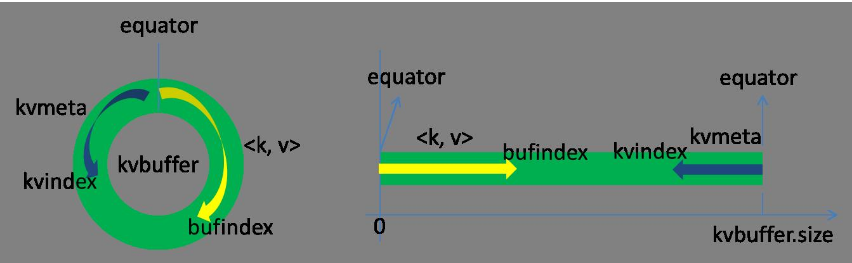 equator
kvmeta
<k, v>
kvbuffer
kvindex
bufindex
equator
equator
<k, v>
kvmeta
bufindex
kvindex
0
kvbuffer.size